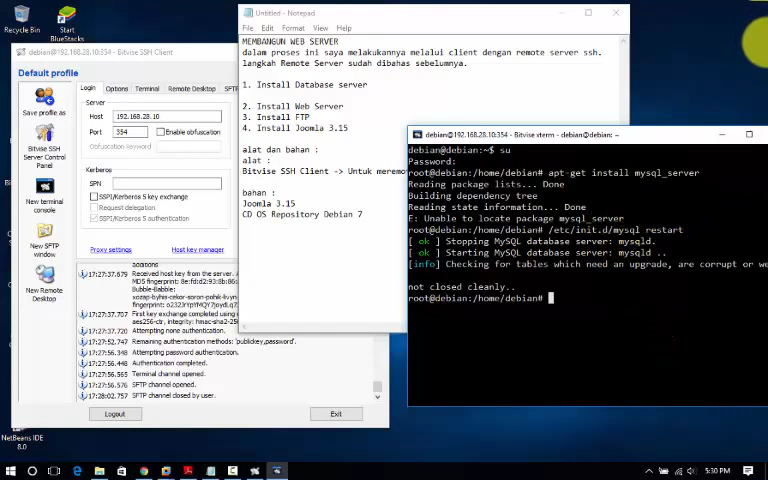 Recycle Bin
Start
BlueStacks
NetBeans IDE
8.0
debian@192.168.28.10:354 - Bitvise SSH Client
Default profile
Save profile as
Bitvise SSH
Server Control
Panel
New terminal
console
New SFTP
window
New Remote
Desktop
Login
Options
Terminal
Remote Desktop
Server
Host
192.168.28.10
Port
354
Enable obfuscation
Obfuscation keyword
Kerberos
SPN
SSPI/Kerberos 5 key exchange
Request delegation
SSPI/Kerberos 5 authentication
Proxy settings
Host key manager
17:27:37.679
Received host key from the server.
17:27:37.707
First key exchange completed using
17:27:37.720
Attempting none authentication.
17:27:52.747
Remaining authentication methods: 'publickey,password'.
17:27:56.348
Attempting password authentication.
17:27:56.448
Authentication completed.
17:27:56.565
Terminal channel opened.
17:27:56.576
SFTP channel opened.
17:28:02.757
SFTP channel closed by user.
Logout
Exit
Untitled - Notepad
File Edit Format View Help
MEMBANGUN WEB SERVER
dalam proses ini saya melakukannya melalui client dengan remote server ssh.
langkah Remote Server sudah dibahas sebelumnya.
1. Install Database server
2. Install Web Server
3. Install FTP
4. Install Joomla 3.15
alat dan bahan :
alat :
Bitvise SSH Client -> Untuk meremo
bahan :
Joomla 3.15
CD OS Repository Debian 7
debian@192.168.28.10:354 - Bitvise xterm - debian@debian: ~
debian@debian:~$ su
Password:
root@debian:/home/debian# apt-get install mysql_server
Reading package lists... Done
Building dependency tree
Reading state information... Done
E: Unable to locate package mysql_server
root@debian:/home/debian# /etc/init.d/mysql restart
[ ok ] Stopping MySQL database server: mysqld.
[ ok ] Starting MySQL database server: mysqld ..
[info] Checking for tables which need an upgrade, are corrupt or we
not closed cleanly..
root@debian:/home/debian#
5:30 PM